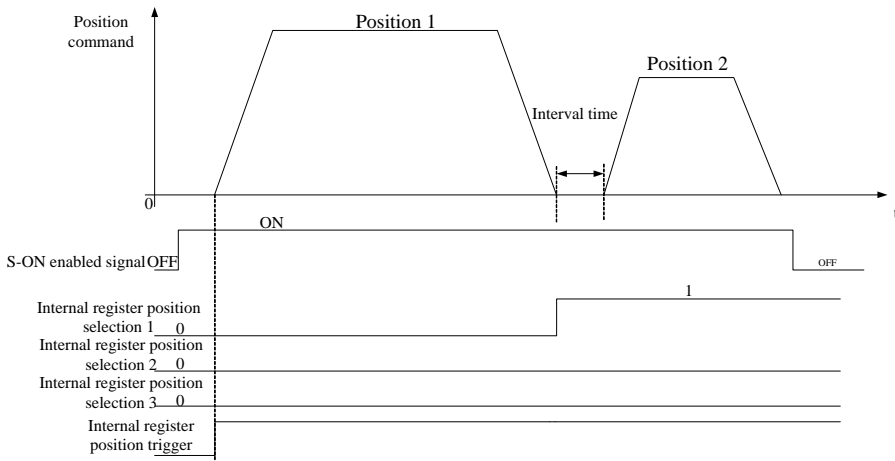 Position
command
Position 1
Position 2
Interval time
0
t
ON
S-ON enabled signal OFF
OFF
1
Internal register position
selection 1 0
Internal register position
selection 2 0
Internal register position
selection 3 0
Internal register
position trigger